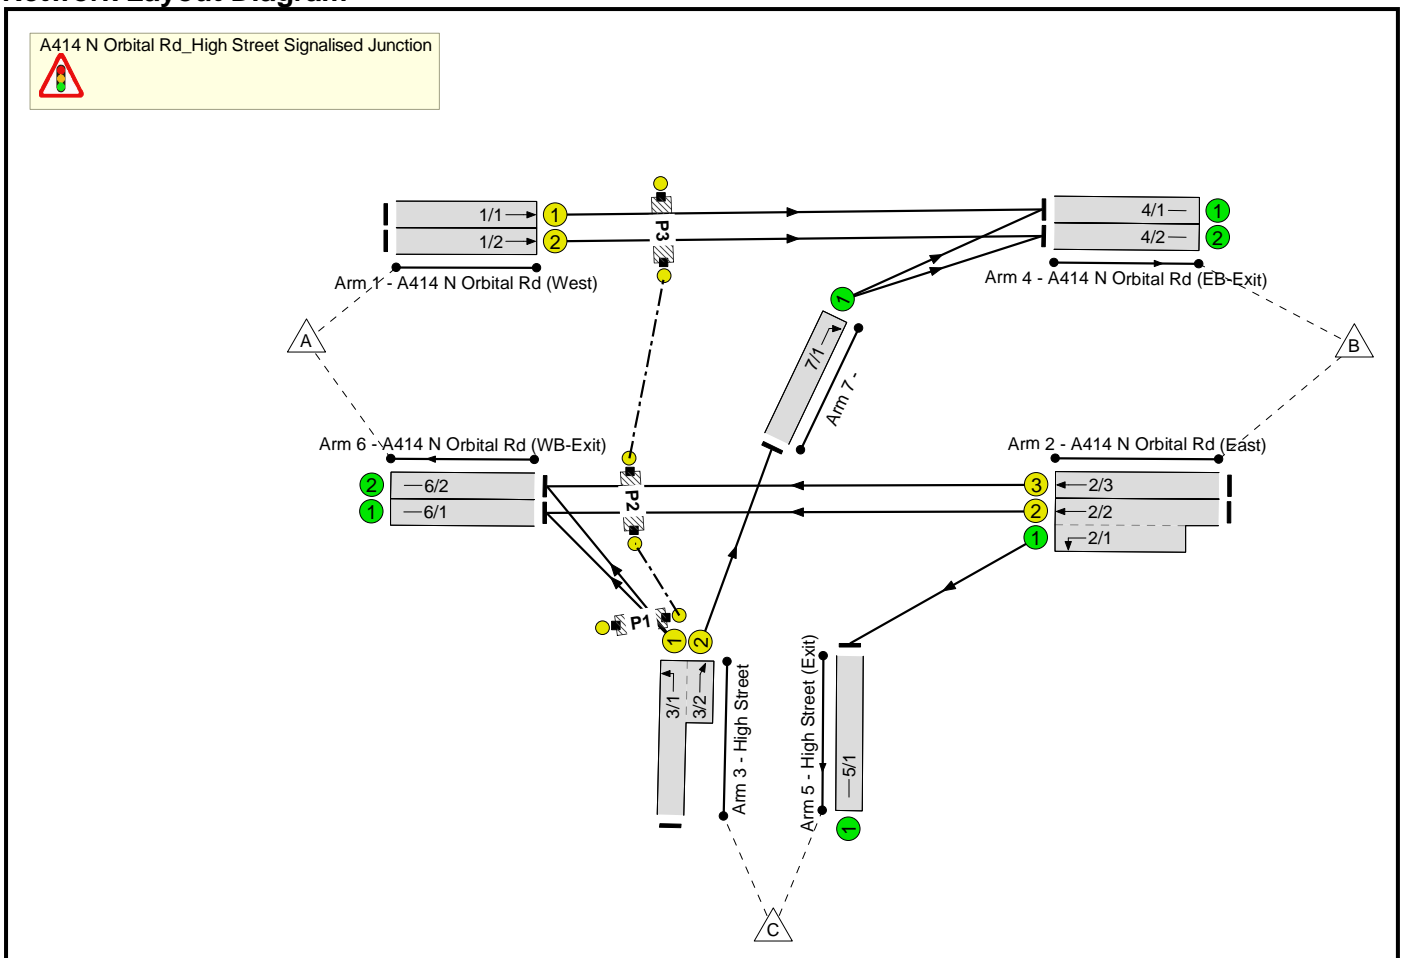 Network Layout Diagram
A414 N Orbital Rd_High Street Signalised Junction
1/1
1
1/2
2
P3
4/1
1
4/2
2
Arm 1 - A414 N Orbital Rd (West)
Arm 4 - A414 N Orbital Rd (EB-Exit)
A
B
1
7/1
Arm 7 -
Arm 6 - A414 N Orbital Rd (WB-Exit)
Arm 2 - A414 N Orbital Rd (East)
2
6/2
1
6/1
P2
3
2/3
2
2/2
1
2/1
P1
1
2
3/1
3/2
Arm 3 - High Street
Arm 5 - High Street (Exit)
5/1
1
C